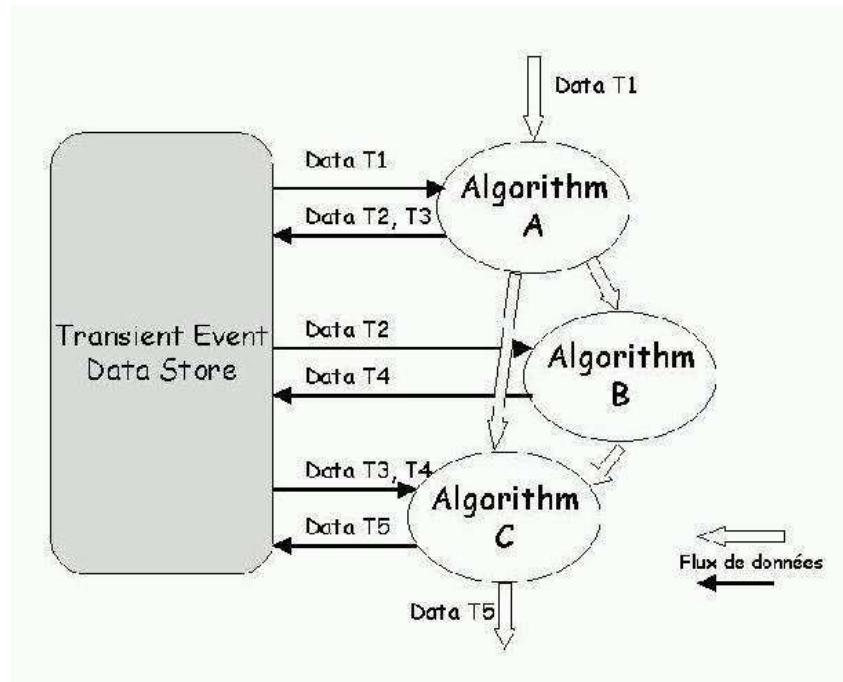 Data T1
Data T1
Algorithm
A
Data T2, T3
Transient Event
Data Store
Data T2
Algorithm
B
Data T4
Data T3, T4
Algorithm
C
Data T5
Flux de données
Data T5